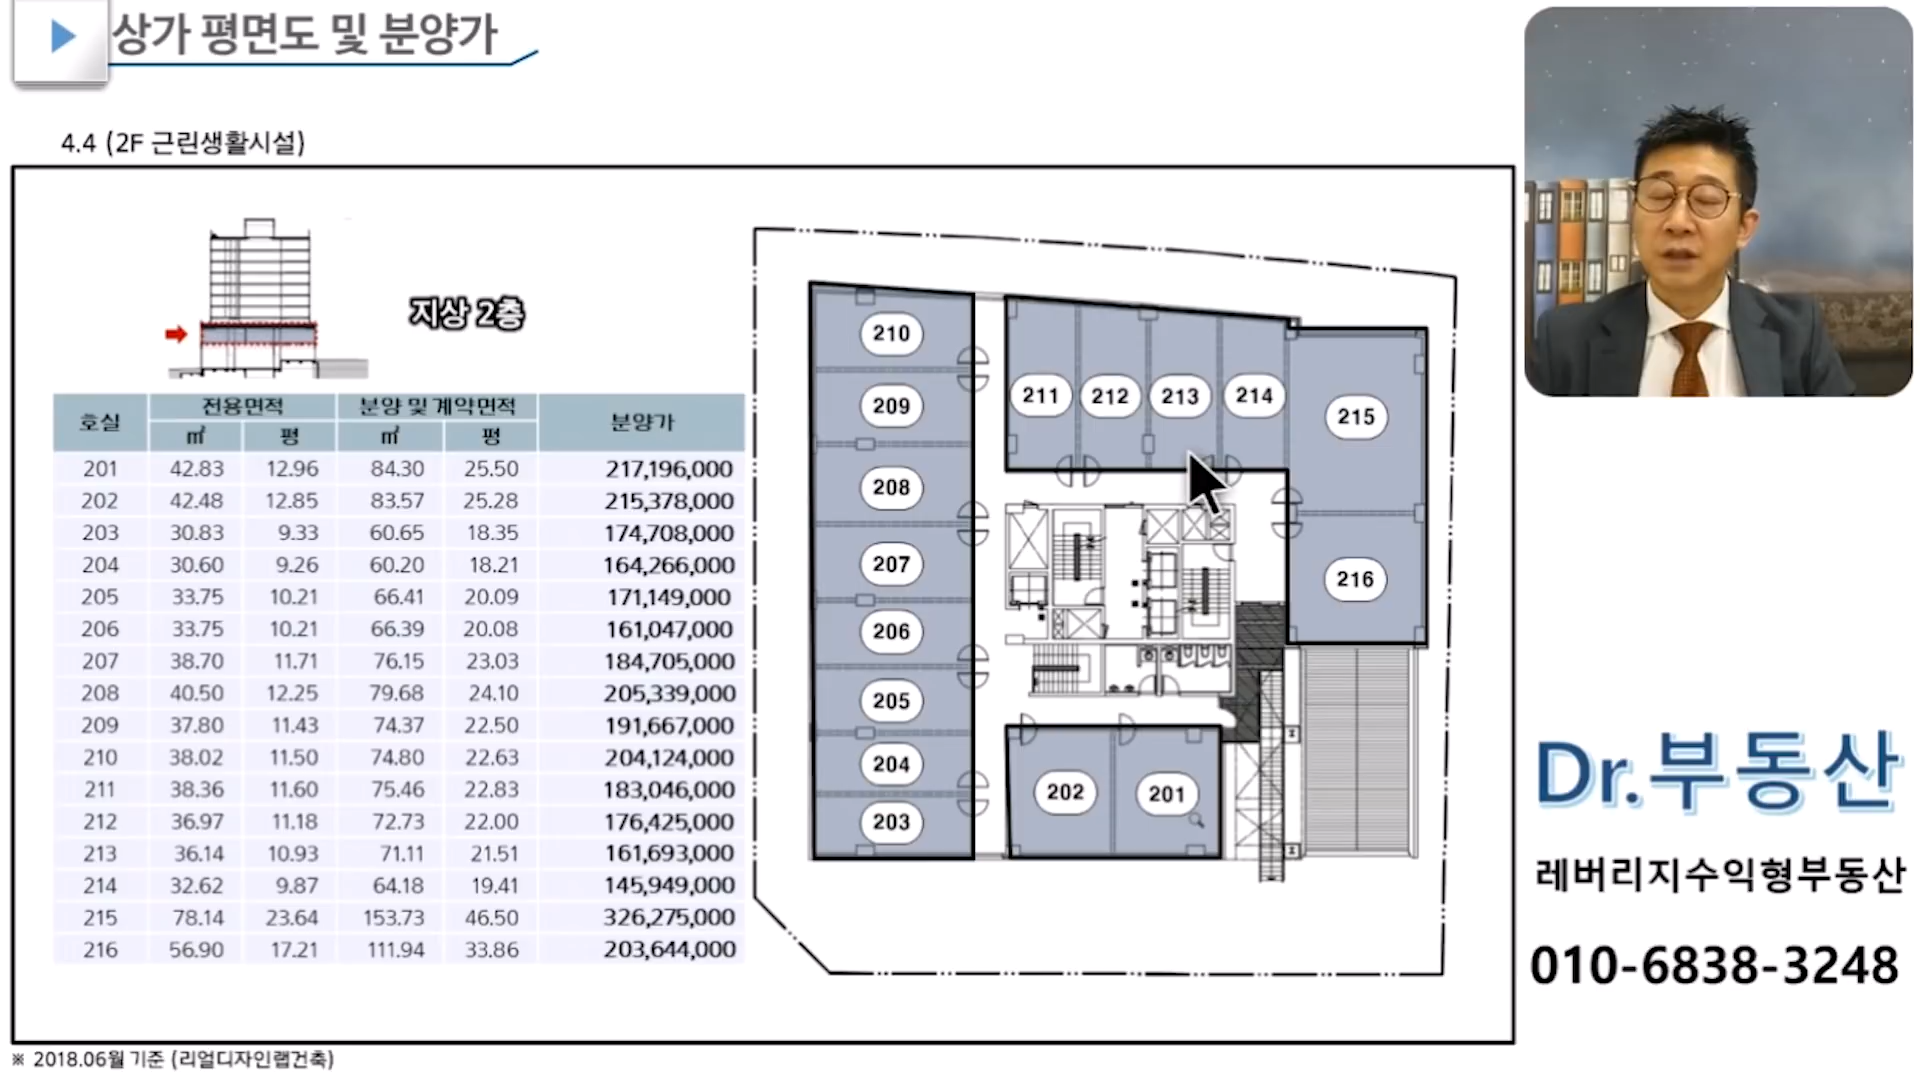 상가 평면도 및 분양가
4.4 (2F 근린생활시설)
지상 2층
호실 전용면적 분양 및 계약면적 분양가
㎡ 평 ㎡ 평
201 42.83 12.96 84.30 25.50 217,196,000
202 42.48 12.85 83.57 25.28 215,378,000
203 30.83 9.33 60.65 18.35 174,708,000
204 30.60 9.26 60.20 18.21 164,266,000
205 33.75 10.21 66.41 20.09 171,149,000
206 33.75 10.21 66.39 20.08 161,047,000
207 38.70 11.71 76.15 23.03 184,705,000
208 40.50 12.25 79.68 24.10 205,339,000
209 37.80 11.43 74.37 22.50 191,667,000
210 38.02 11.50 74.80 22.63 204,124,000
211 38.36 11.60 75.46 22.83 183,046,000
212 36.97 11.18 72.73 22.00 176,425,000
213 36.14 10.93 71.11 21.51 161,693,000
214 32.62 9.87 64.18 19.41 145,949,000
215 78.14 23.64 153.73 46.50 326,275,000
216 56.90 17.21 111.94 33.86 203,644,000
210
209
208
207
206
205
204
203
211 212 213 214
215
216
202 201
Dr.부동산
레버리지수익형부동산
010-6838-3248
※ 2018.06월 기준 (리얼디자인랩건축)